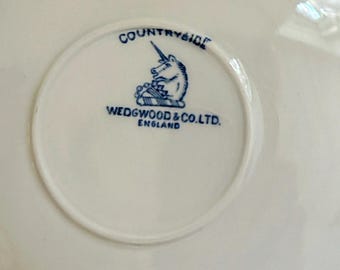 COUNTRYSIDE
WEDGWOOD & CO. LTD.
ENGLAND